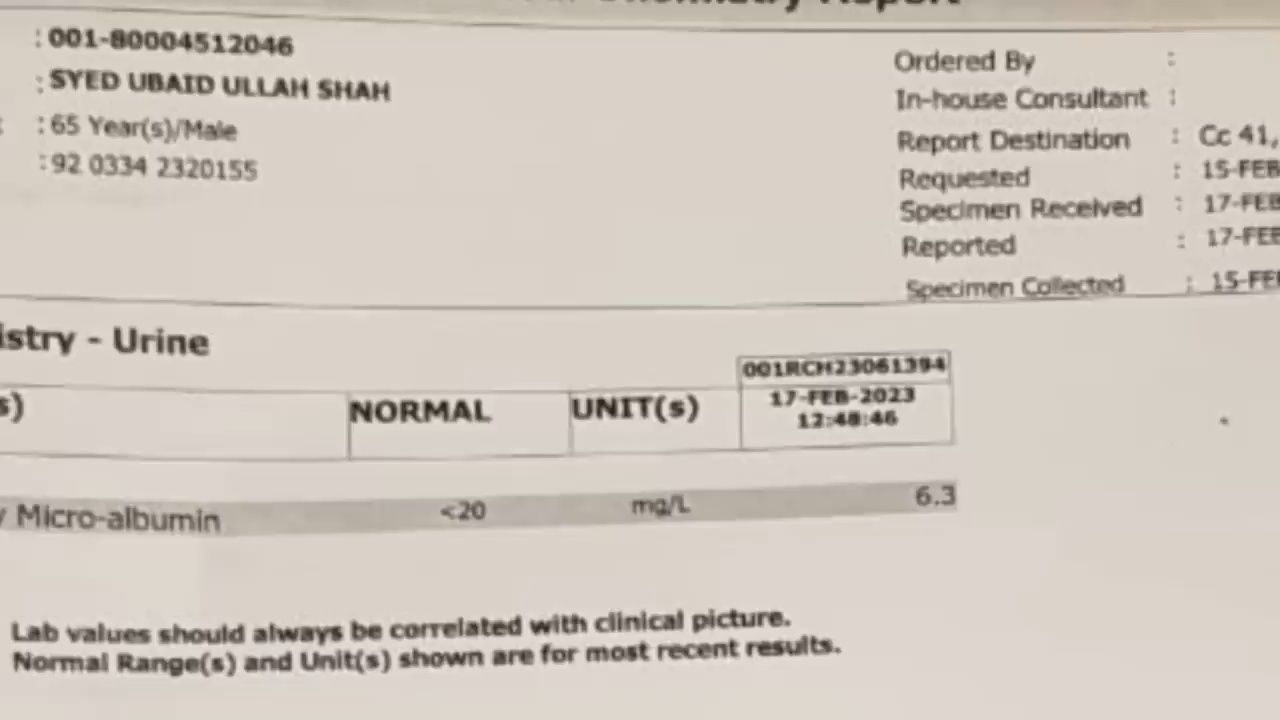 Report
:001-80004512046
:SYED UBAID ULLAH SHAH
:65 Year(s)/Male
:92 0334 2320155
Ordered By :
In-house Consultant :
Report Destination : Cc 41,
Requested : 15-FEB
Specimen Received : 17-FEB
Reported : 17-FEB
Specimen Collected : 15-FEB
istry - Urine
001RCH23061394
s) NORMAL UNIT(s) 17-FEB-2023
12:48:46
y Micro-albumin <20 mg/L 6.3
Lab values should always be correlated with clinical picture.
Normal Range(s) and Unit(s) shown are for most recent results.